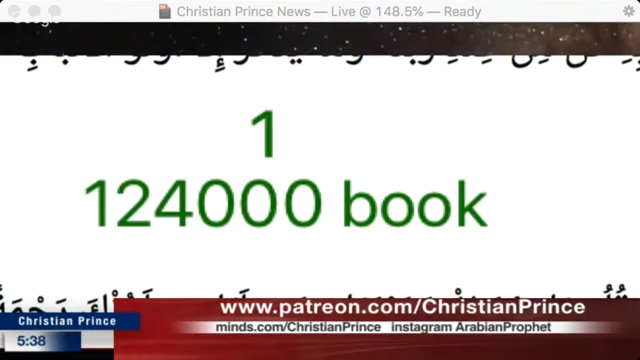 Christian Prince News — Live @ 148.5% — Ready
Google
1
124000 book
www.patreon.com/ChristianPrince
minds.com/ChristianPrince instagram ArabianProphet
Christian Prince
5:38